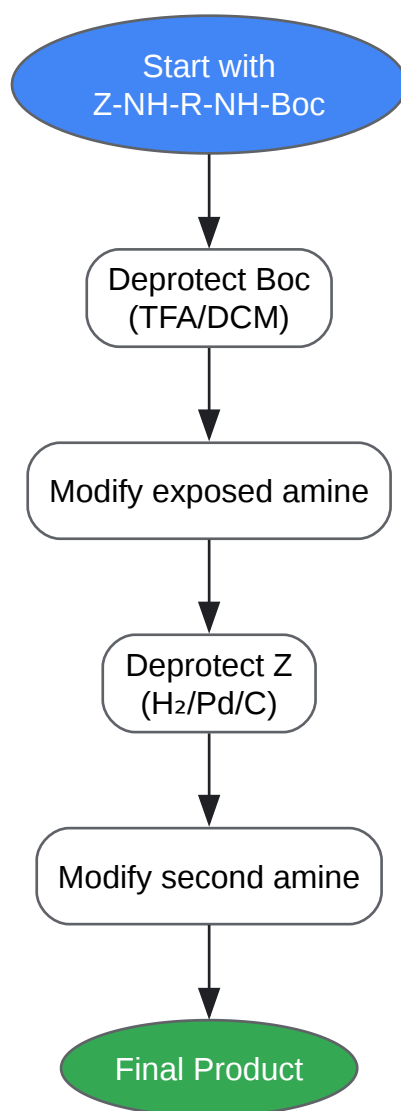 Start with
Z-NH-R-NH-Boc
Deprotect Boc
(TFA/DCM)
Modify exposed amine
Deprotect Z
(H₂/Pd/C)
Modify second amine
Final Product